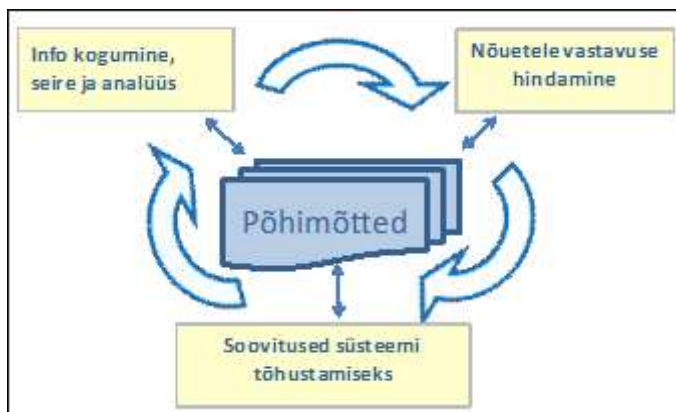 Info kogumine,
seire ja analüüs
Nõuetele vastavuse
hindamine
Põhimõtted
Soovitused süsteemi
tõhustamiseks